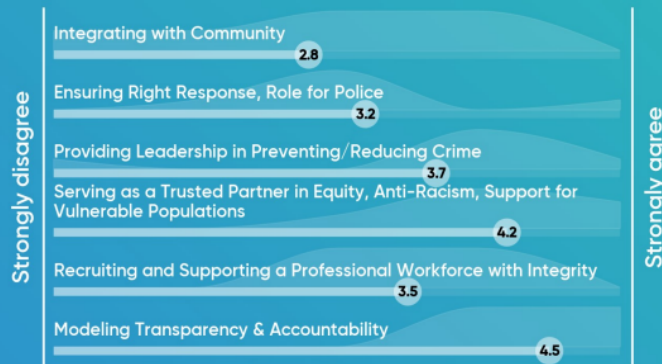 Strongly disagree
Integrating with Community
2.8
Ensuring Right Response, Role for Police
3.2
Providing Leadership in Preventing/Reducing Crime
3.7
Serving as a Trusted Partner in Equity, Anti-Racism, Support for
Vulnerable Populations
4.2
Recruiting and Supporting a Professional Workforce with Integrity
3.5
Modeling Transparency & Accountability
4.5
Strongly agree